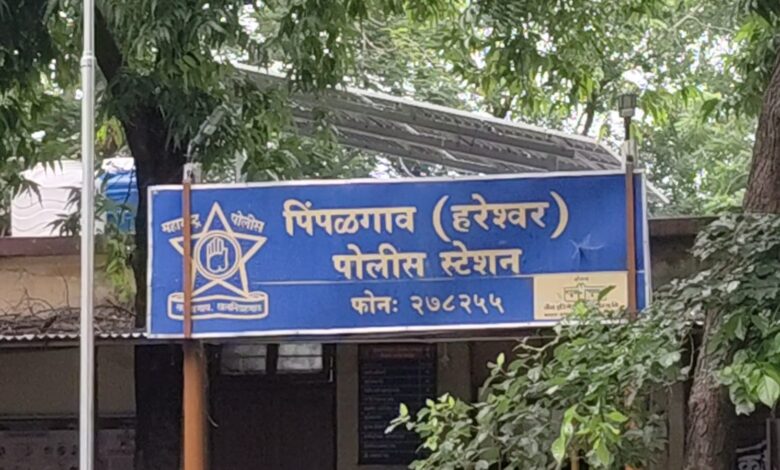 महाराष्ट्र पोलीस
पिंपळगाव (हरेश्वर)
पोलीस स्टेशन
फोनः २७८२५५